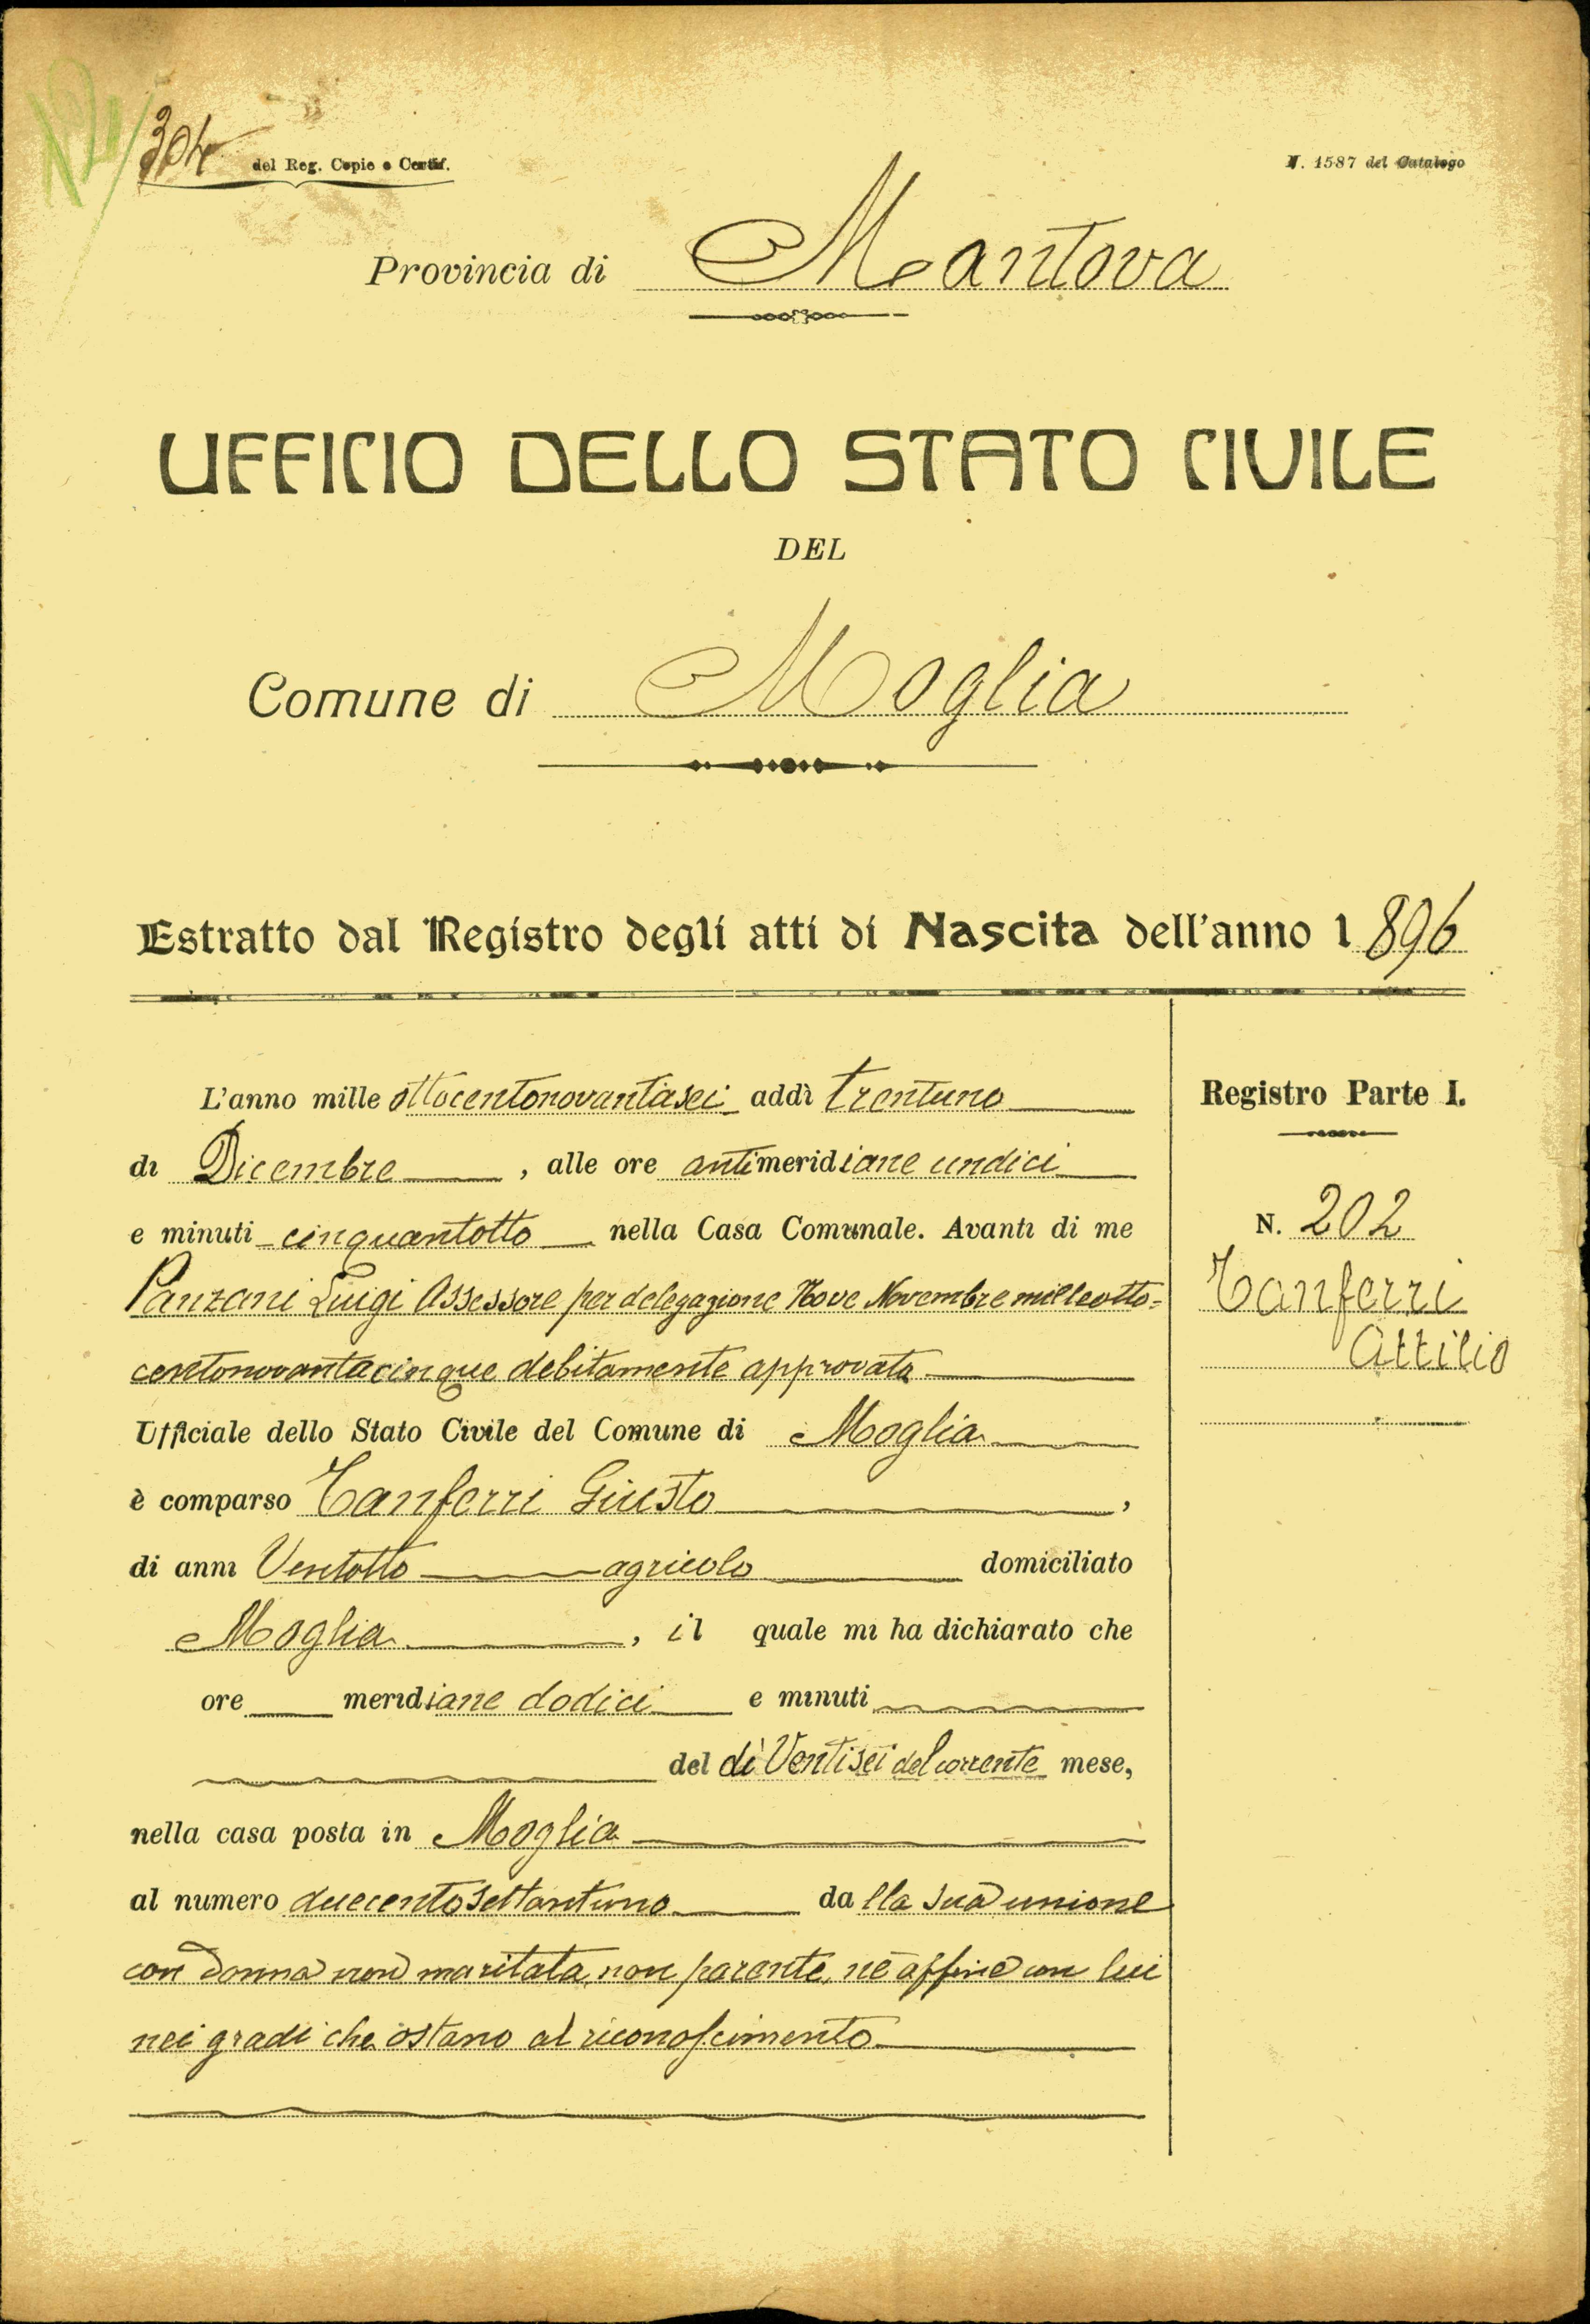 304 del Reg. Copie e Certif.
N. 1587 del Catalogo
Provincia di Mantova
UFFICIO DELLO STATO CIVILE
DEL
Comune di Moglia
Estratto dal Registro degli atti di Nascita dell'anno 1896
L'anno mille ottocentonovantasei addì trentuno
di Dicembre, alle ore antimeridiane undici
e minuti cinquantotto nella Casa Comunale. Avanti di me
Panzani Luigi Assessore per delegazione Nove Novembre milleotto=
centonovantacinque debitamente approvata
Ufficiale dello Stato Civile del Comune di Moglia
è comparso Tanferri Giusto,
di anni Ventotto agricolo domiciliato
Moglia, il quale mi ha dichiarato che
ore meridiane dodici e minuti
del dì Ventisei del corrente mese,
nella casa posta in Moglia
al numero duecentosettantuno dalla sua unione
con donna non maritata, non parente, nè affine con lui
nei gradi che ostano al riconoscimento
Registro Parte I.
N. 202
Tanferri
Attilio